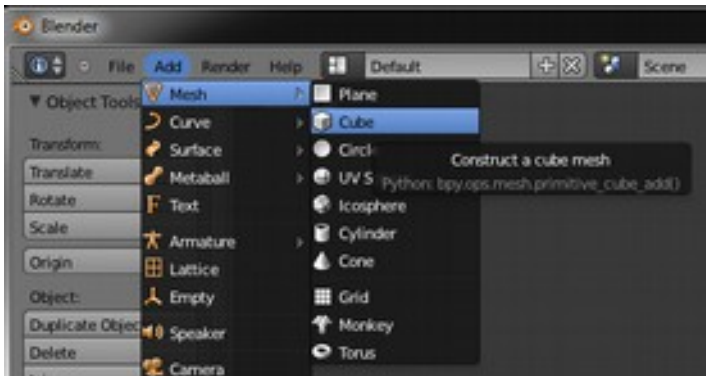 Blender
File Add Render Help Default Scene
Object Tools
Transform:
Translate
Rotate
Scale
Origin
Object:
Duplicate Objec
Delete
Mesh
Curve
Surface
Metaball
Text
Armature
Lattice
Empty
Speaker
Camera
Plane
Cube
Circl
UV S
Icosphere
Cylinder
Cone
Grid
Monkey
Torus
Construct a cube mesh
Python: bpy.ops.mesh.primitive_cube_add()